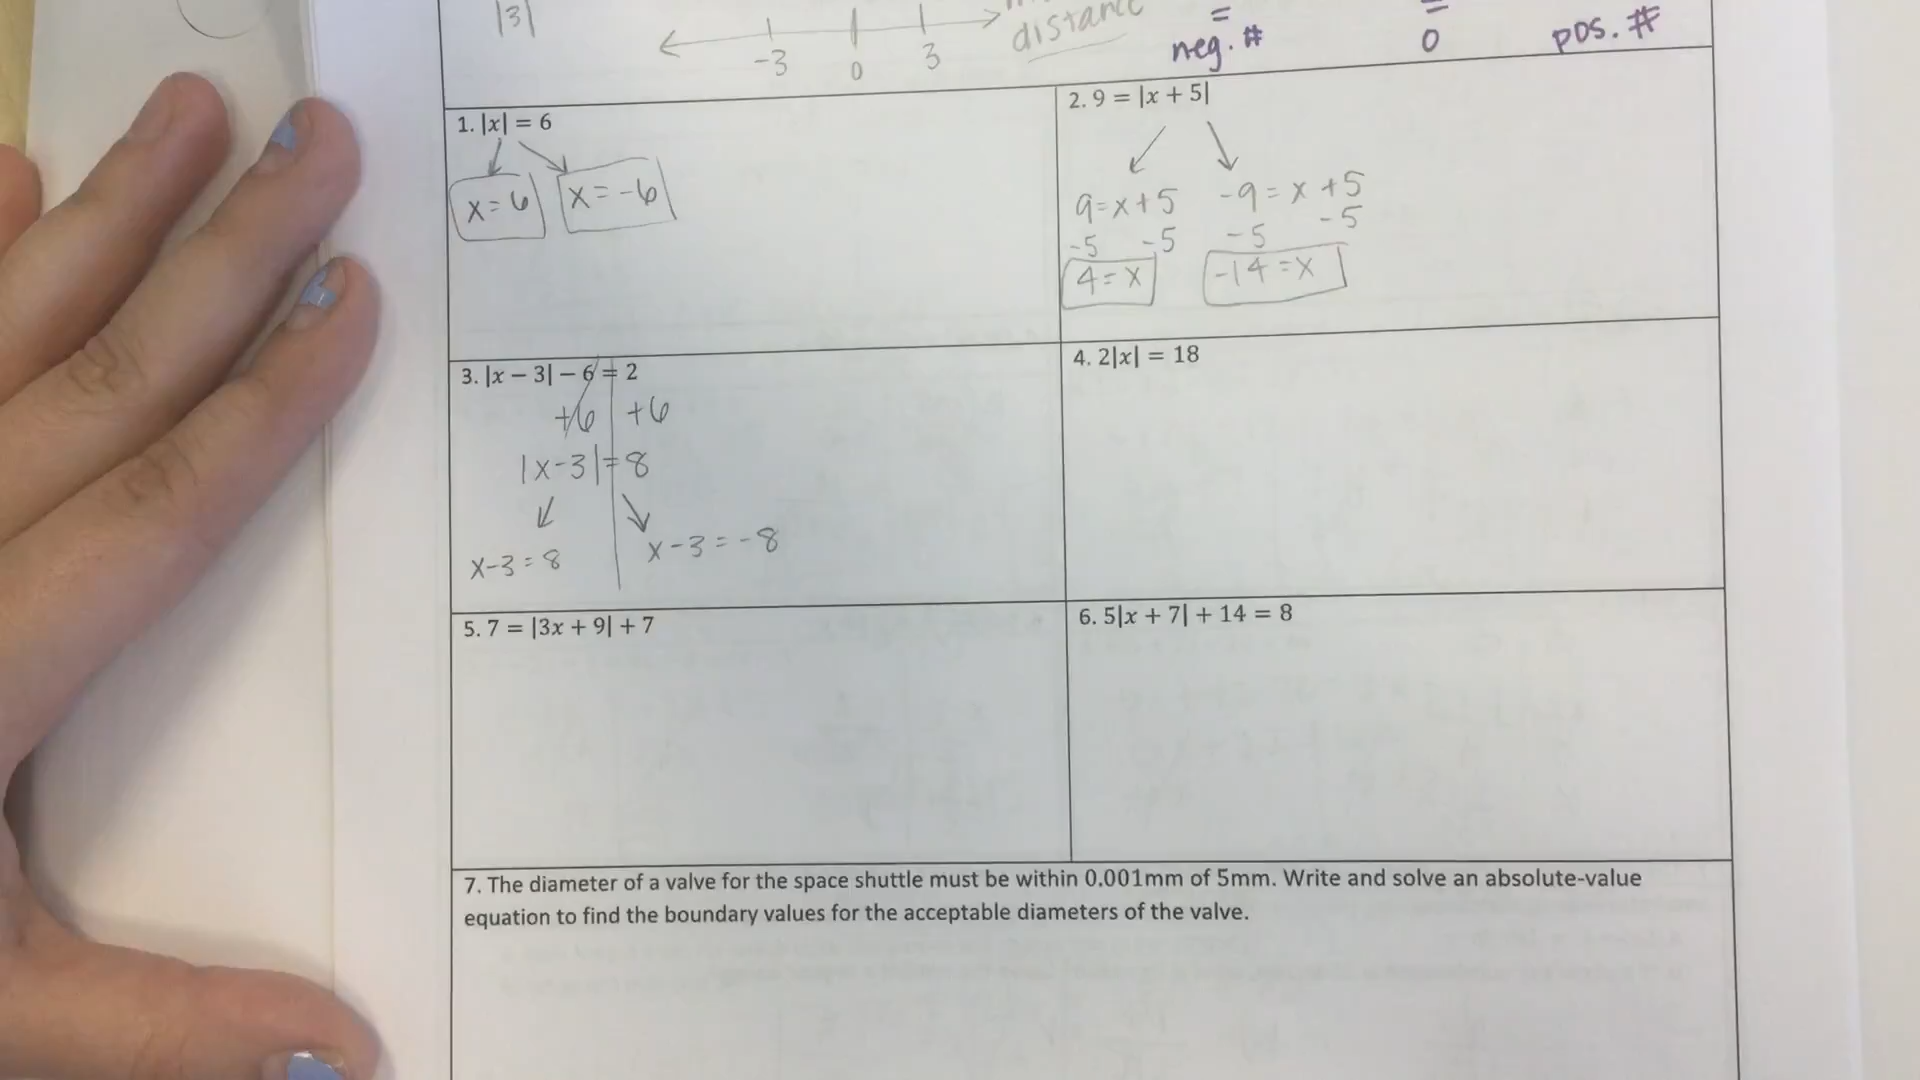 |3|
-3 0 3
distance
= =
neg. # 0 pos. #
1. |x| = 6
x = 6 x = -6
2. 9 = |x + 5|
9 = x + 5 -9 = x + 5
-5 -5 -5 -5
4 = x -14 = x
3. |x − 3| − 6 = 2
+6 +6
|x-3| = 8
x-3 = 8 x-3 = -8
4. 2|x| = 18
5. 7 = |3x + 9| + 7
6. 5|x + 7| + 14 = 8
7. The diameter of a valve for the space shuttle must be within 0.001mm of 5mm. Write and solve an absolute-value
equation to find the boundary values for the acceptable diameters of the valve.